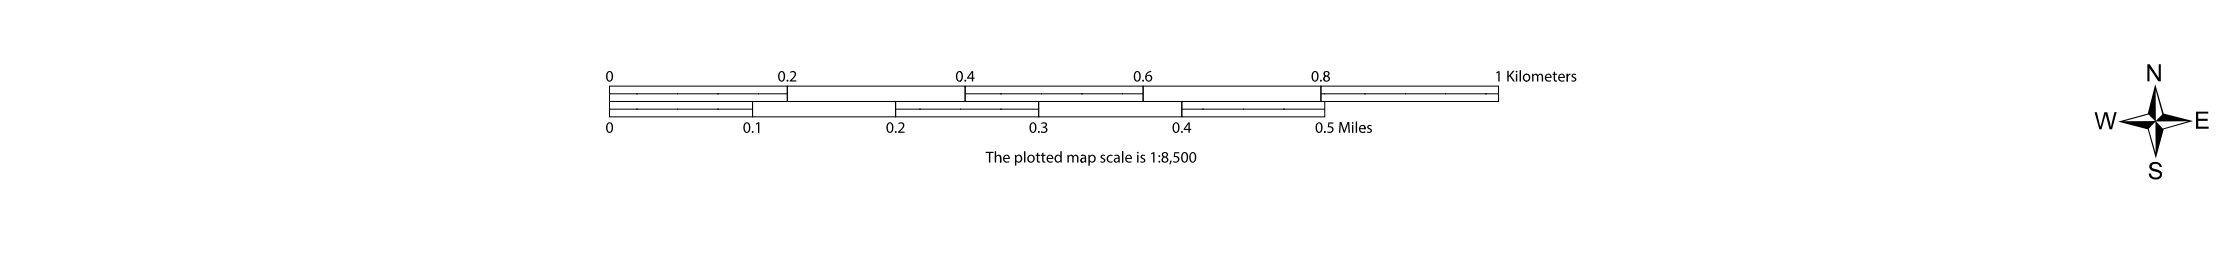 0 0.2 0.4 0.6 0.8 1 Kilometers
0 0.1 0.2 0.3 0.4 0.5 Miles
The plotted map scale is 1:8,500
N
W E
S